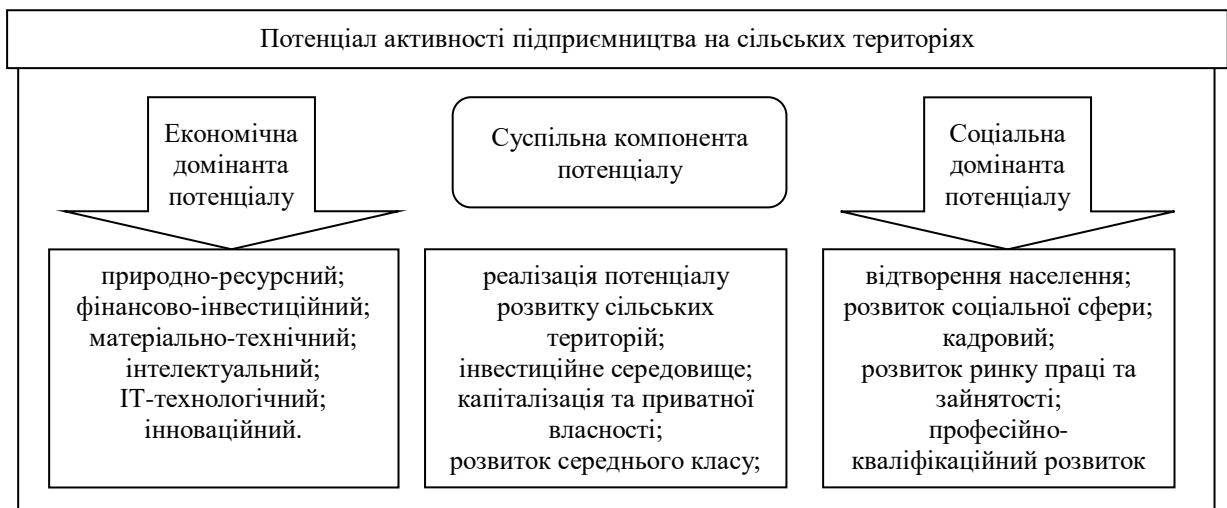 Потенціал активності підприємництва на сільських територіях
Економічна
домінанта
потенціалу
Суспільна компонента
потенціалу
Соціальна
домінанта
потенціалу
природно-ресурсний;
фінансово-інвестиційний;
матеріально-технічний;
інтелектуальний;
ІТ-технологічний;
інноваційний.
реалізація потенціалу
розвитку сільських
територій;
інвестиційне середовище;
капіталізація та приватної
власності;
розвиток середнього класу;
відтворення населення;
розвиток соціальної сфери;
кадровий;
розвиток ринку праці та
зайнятості;
професійно-
кваліфікаційний розвиток